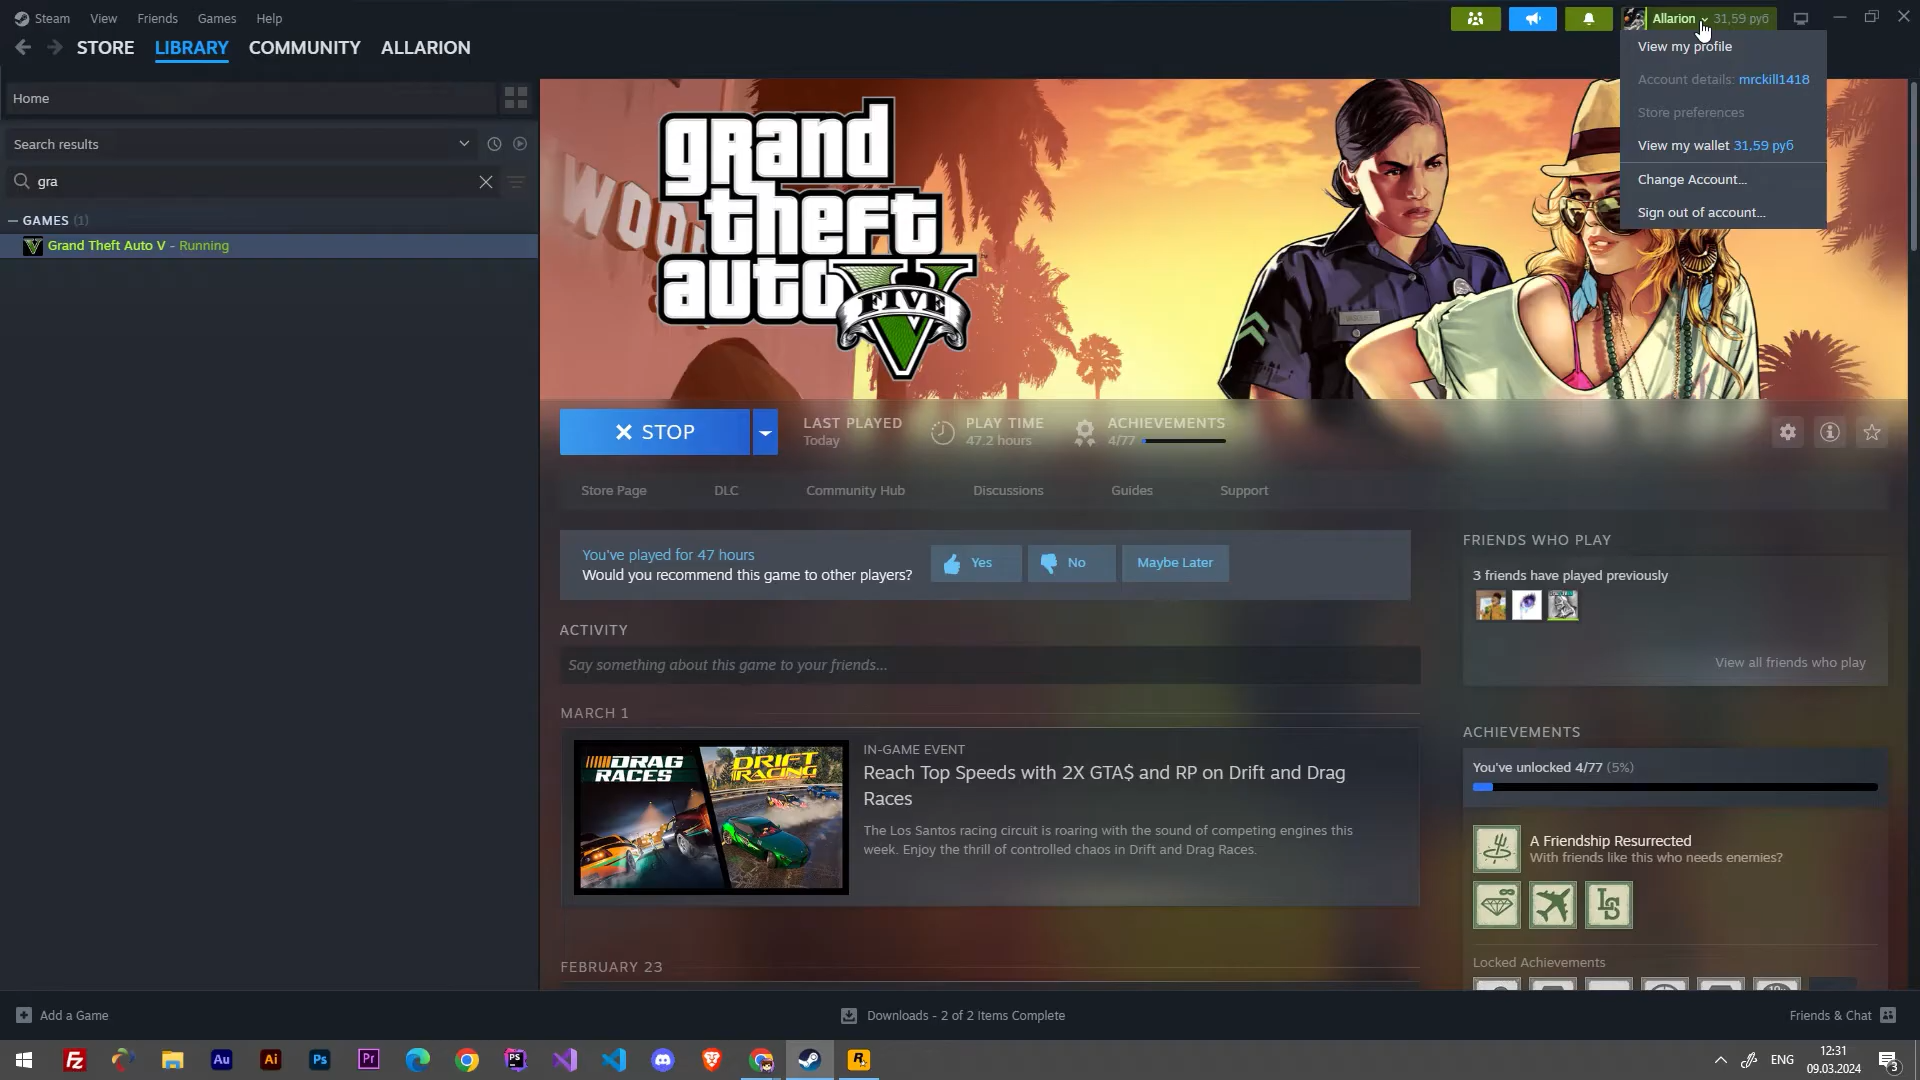 Steam
View
Friends
Games
Help
Allarion
31,59 руб
STORE
LIBRARY
COMMUNITY
ALLARION
View my profile
Account details: mrckill1418
Store preferences
View my wallet 31,59 руб
Change Account...
Sign out of account...
Home
Search results
gra
GAMES (1)
Grand Theft Auto V - Running
grand
theft
auto
V
FIVE
STOP
LAST PLAYED
Today
PLAY TIME
47.2 hours
ACHIEVEMENTS
4/77
Store Page
DLC
Community Hub
Discussions
Guides
Support
You've played for 47 hours
Would you recommend this game to other players?
Yes
No
Maybe Later
FRIENDS WHO PLAY
3 friends have played previously
View all friends who play
ACTIVITY
Say something about this game to your friends...
MARCH 1
DRAG
RACES
DRIFT
RACING
IN-GAME EVENT
Reach Top Speeds with 2X GTA$ and RP on Drift and Drag
Races
The Los Santos racing circuit is roaring with the sound of competing engines this
week. Enjoy the thrill of controlled chaos in Drift and Drag Races.
ACHIEVEMENTS
You've unlocked 4/77 (5%)
A Friendship Resurrected
With friends like this who needs enemies?
LS
Locked Achievements
FEBRUARY 23
Add a Game
Downloads - 2 of 2 Items Complete
Friends & Chat
Fz
Au
Ai
Ps
Pr
PS
R
ENG
12:31
09.03.2024
3